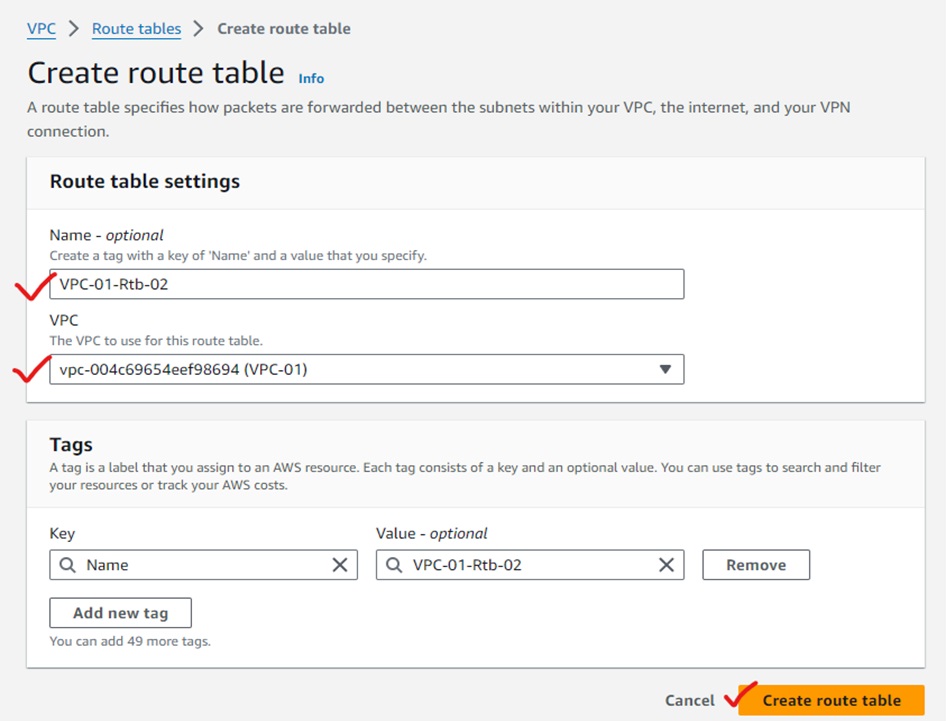 VPC > Route tables > Create route table
Create route table Info
A route table specifies how packets are forwarded between the subnets within your VPC, the internet, and your VPN
connection.
Route table settings
Name - optional
Create a tag with a key of 'Name' and a value that you specify.
VPC-01-Rtb-02
VPC
The VPC to use for this route table.
vpc-004c69654eef98694 (VPC-01)
Tags
A tag is a label that you assign to an AWS resource. Each tag consists of a key and an optional value. You can use tags to search and filter
your resources or track your AWS costs.
Key Value - optional
Name VPC-01-Rtb-02 Remove
Add new tag
You can add 49 more tags.
Cancel Create route table